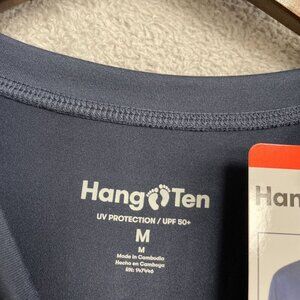 Hang Ten
UV PROTECTION / UPF 50+
M
M
Made in Cambodia
Hecho en Camboya
Han